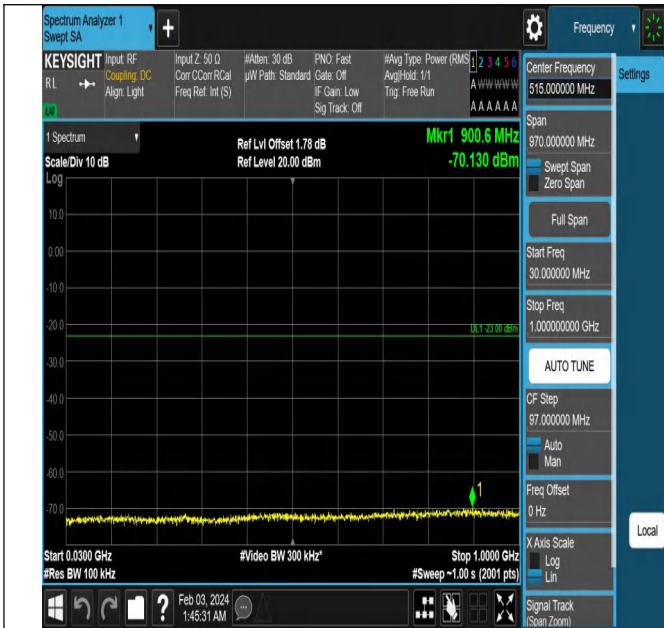 Spectrum Analyzer 1
Swept SA
Frequency
KEYSIGHT
RL
LXI
Input: RF
Coupling: DC
Align: Light
Input Z: 50 Ω
Corr CCorr RCal
Freq Ref: Int (S)
#Atten: 30 dB
µW Path: Standard
PNO: Fast
Gate: Off
IF Gain: Low
Sig Track: Off
#Avg Type: Power (RMS
Avg|Hold: 1/1
Trig: Free Run
1 2 3 4 5 6
A W W W W W
A A A A A A
1 Spectrum
Scale/Div 10 dB
Log
Ref Lvl Offset 1.78 dB
Ref Level 20.00 dBm
Mkr1 900.6 MHz
-70.130 dBm
10.0
0.00
-10.0
-20.0
DL1 -23.00 dBm
-30.0
-40.0
-50.0
-60.0
1
-70.0
Start 0.0300 GHz
#Video BW 300 kHz*
Stop 1.0000 GHz
#Res BW 100 kHz
#Sweep ~1.00 s (2001 pts)
?
Feb 03, 2024
1:45:31 AM
Center Frequency
515.000000 MHz
Settings
Span
970.000000 MHz
Swept Span
Zero Span
Full Span
Start Freq
30.000000 MHz
Stop Freq
1.000000000 GHz
AUTO TUNE
CF Step
97.000000 MHz
Auto
Man
Freq Offset
0 Hz
Local
X Axis Scale
Log
Lin
Signal Track
(Span Zoom)